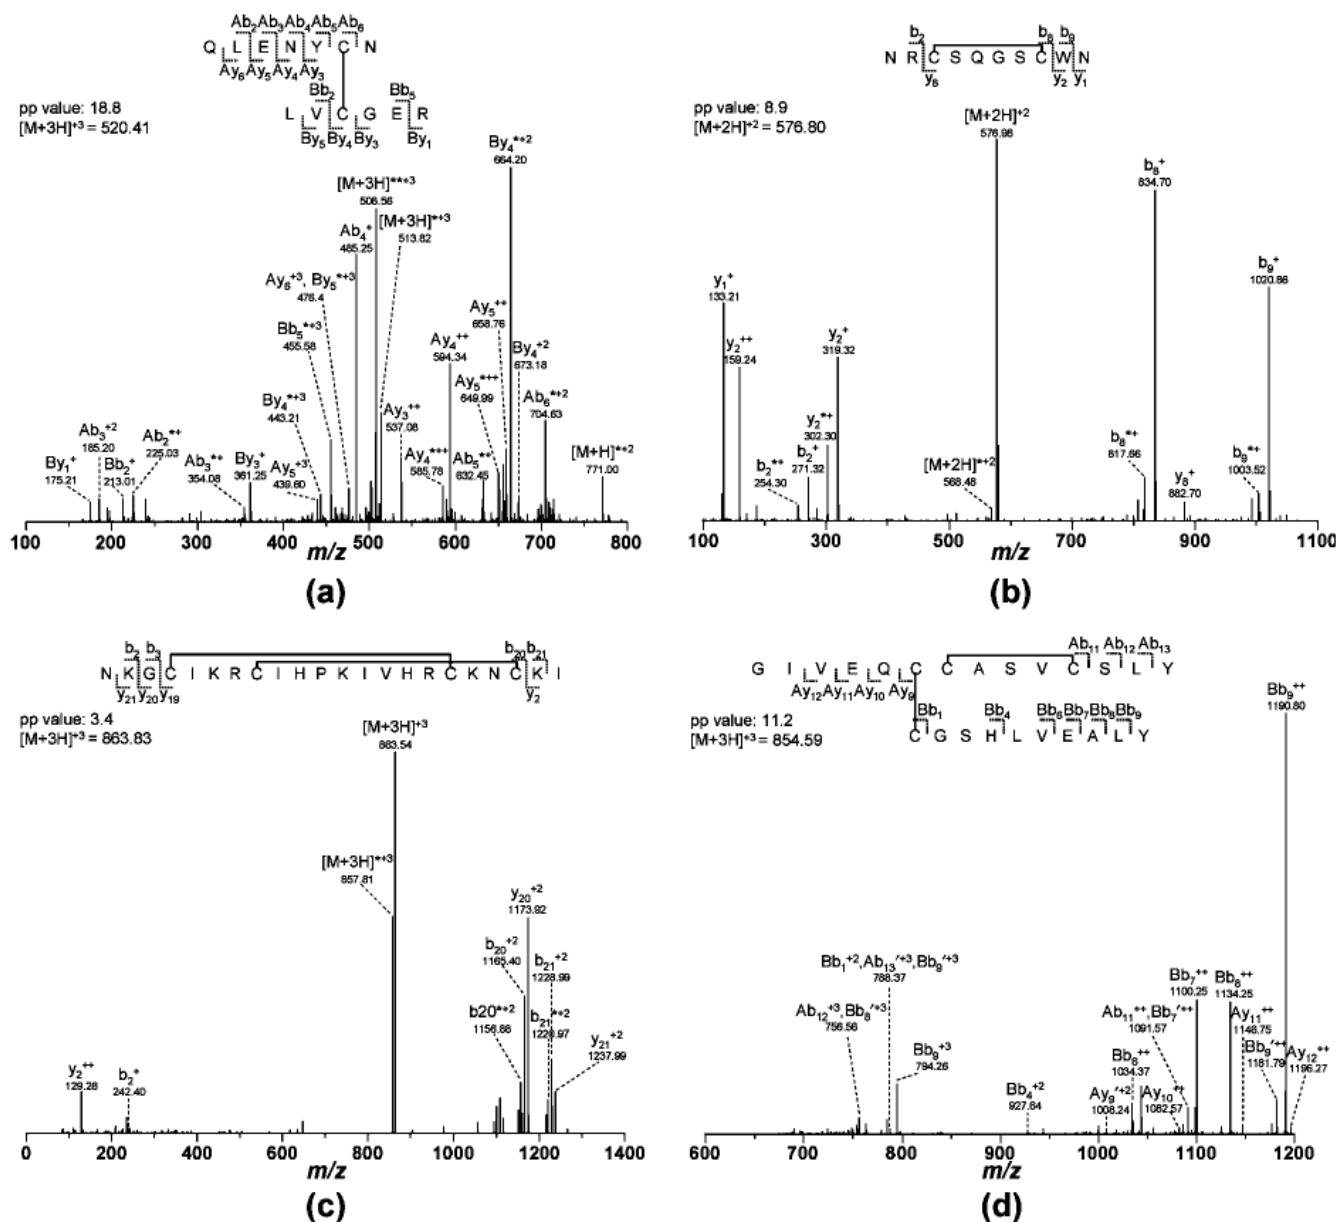 Ab2Ab3Ab4Ab5Ab6
Q L E N Y C N
Ay6Ay5Ay4Ay3
Bb2 Bb5
L V C G E R
By5By4By3 By1
pp value: 18.8
[M+3H]+3 = 520.41
By1+
175.21
Ab3+2
185.20
Bb2+
213.01
Ab2*+
225.03
Ab3*+
354.08
By3+
361.25
Ay5+3
439.60
By4*+3
443.21
Bb5*+3
455.58
Ay6+3, By5*+3
476.4
Ab4+
485.25
[M+3H]***+3
508.56
[M+3H]*+3
513.82
Ay3++
537.08
Ay4*++
585.78
Ay4++
594.34
Ab5*+
632.45
Ay5*++
649.99
Ay5++
658.76
By4*+2
664.20
By4+2
673.18
Ab6*+2
704.63
[M+H]*+2
771.00
100 200 300 400 500 600 700 800
m/z
(a)
b2 b8 b9
N R C S Q G S C W N
y8 y2 y1
pp value: 8.9
[M+2H]+2 = 576.80
y1+
133.21
y2++
159.24
b2*+
254.30
b2+
271.32
y2*+
302.30
y2+
319.32
[M+2H]*+2
568.48
[M+2H]+2
576.98
b8*+
817.66
b8+
834.70
y8+
882.70
b9*+
1003.52
b9+
1020.86
100 300 500 700 900 1100
m/z
(b)
b2 b3 b20b21
N K G C I K R C I H P K I V H R C K N C K I
y21y20 y19 y2
pp value: 3.4
[M+3H]+3 = 863.83
y2++
129.28
b2+
242.40
[M+3H]*+3
857.81
[M+3H]+3
863.54
b20*+2
1156.88
b20+2
1165.40
y20+2
1173.92
b21*+2
b21+2
1228.99
y21+2
1237.99
0 200 400 600 800 1000 1200 1400
m/z
(c)
Ab11 Ab12 Ab13
G I V E Q C C A S V C S L Y
Ay12Ay11Ay10 Ay9
Bb1 Bb4 Bb6 Bb7 Bb8 Bb9
C G S H L V E A L Y
pp value: 11.2
[M+3H]+3 = 854.59
Ab12+3,Bb8′+3
756.56
Bb1+2,Ab13′+3,Bb9′+3
788.37
Bb9+3
794.26
Bb4+2
927.64
Ay9′+2
1008.24
1034.37
1082.57
Ab11++,Bb7′++
1091.57
Bb7++
1100.25
Bb8++
1134.25
Ay11++
1146.75
Bb9′++
1181.79
Bb9++
1190.80
Ay12++
1196.27
600 700 800 900 1000 1100 1200
m/z
(d)